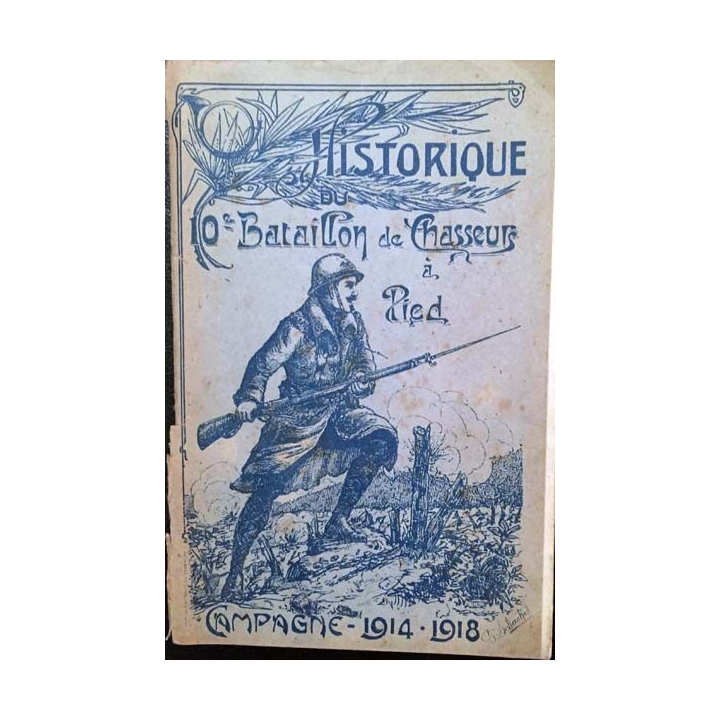 HISTORIQUE
DU
10e Bataillon de Chasseurs
à
Pied
CAMPAGNE - 1914 - 1918